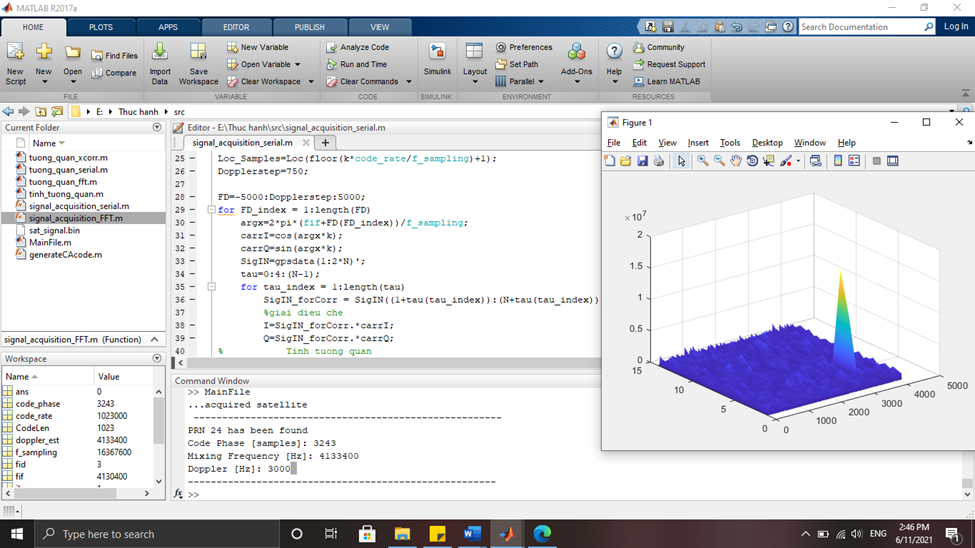 MATLAB R2017a
HOME PLOTS APPS EDITOR PUBLISH VIEW Search Documentation Log In
New Script
New
Open
Find Files
Compare
Import Data
Save Workspace
New Variable
Open Variable
Clear Workspace
Analyze Code
Run and Time
Clear Commands
Simulink
Layout
Preferences
Set Path
Parallel
Add-Ons
Help
Community
Request Support
Learn MATLAB
FILE VARIABLE CODE SIMULINK ENVIRONMENT RESOURCES
E: Thuc hanh src
Current Folder
Name
tuong_quan_xcorr.m
tuong_quan_serial.m
tuong_quan_fft.m
tinh_tuong_quan.m
signal_acquisition_serial.m
signal_acquisition_FFT.m
sat_signal.bin
MainFile.m
generateCAcode.m
signal_acquisition_FFT.m (Function)
Workspace
Name Value
ans 0
code_phase 3243
code_rate 1023000
CodeLen 1023
doppler_est 4133400
f_sampling 16367600
fid 3
fif 4130400
Editor - E:\Thuc hanh\src\signal_acquisition_serial.m
signal_acquisition_serial.m
25 Loc_Samples=Loc(floor(k*code_rate/f_sampling)+1);
26 Dopplerstep=750;
27
28 FD=-5000:Dopplerstep:5000;
29 for FD_index = 1:length(FD)
30 argx=2*pi*(fif+FD(FD_index))/f_sampling;
31 carrI=cos(argx*k);
32 carrQ=sin(argx*k);
33 SigIN=gpsdata(1:2*N)';
34 tau=0:4:(N-1);
35 for tau_index = 1:length(tau)
36 SigIN_forCorr = SigIN((1+tau(tau_index)):(N+tau(tau_index))
37 %giai dieu che
38 I=SigIN_forCorr.*carrI;
39 Q=SigIN_forCorr.*carrQ;
40 % Tinh tuong quan
Command Window
>> MainFile
...acquired satellite
----------------------------------------------------
PRN 24 has been found
Code Phase [samples]: 3243
Mixing Frequency [Hz]: 4133400
Doppler [Hz]: 3000
----------------------------------------------------
fx >>
Figure 1
File Edit View Insert Tools Desktop Window Help
×10⁷
2
1.5
1
0.5
0
15
10
5
0
0
1000
2000
3000
4000
5000
Type here to search
ENG
2:46 PM
6/11/2021
1